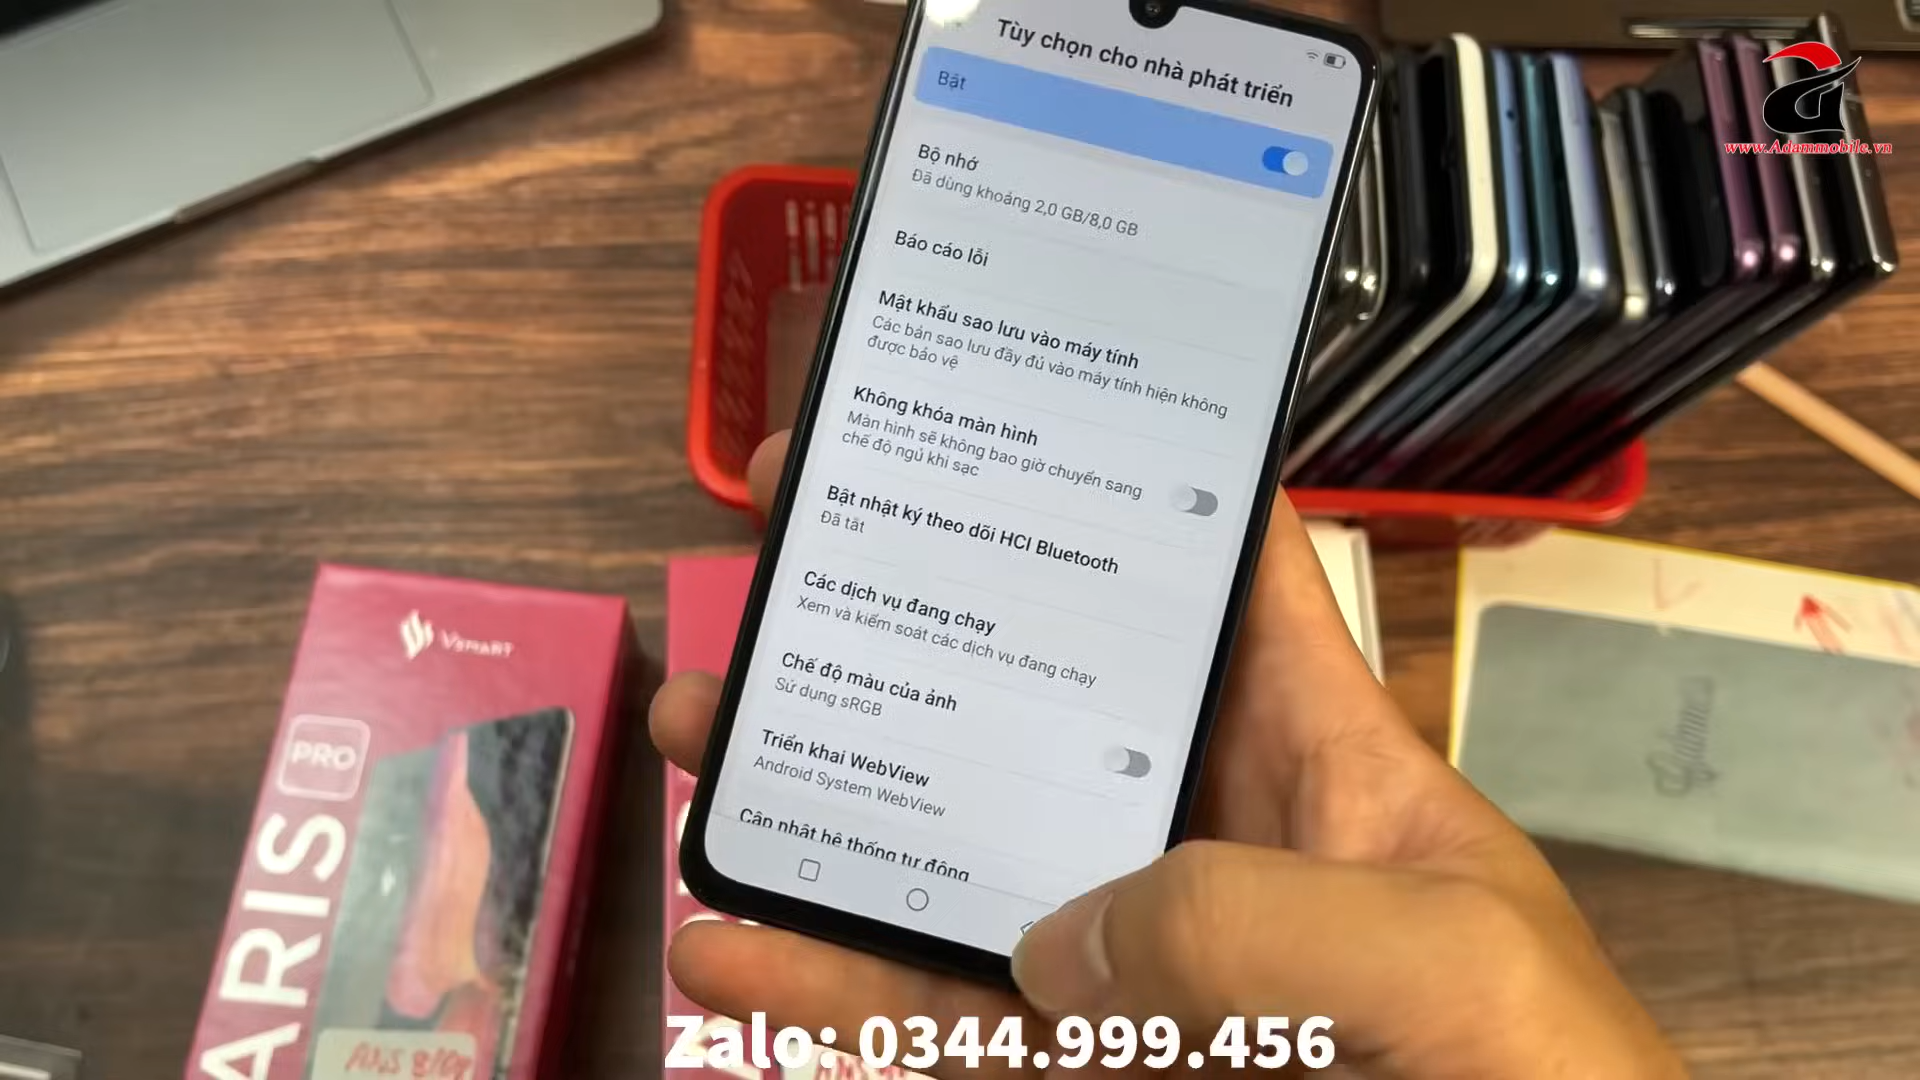 Tùy chọn cho nhà phát triển
Bật
Bộ nhớ
Đã dùng khoảng 2,0 GB/8,0 GB
Báo cáo lỗi
Mật khẩu sao lưu vào máy tính
Các bản sao lưu đầy đủ vào máy tính hiện không
được bảo vệ
Không khóa màn hình
Màn hình sẽ không bao giờ chuyển sang
chế độ ngủ khi sạc
Bật nhật ký theo dõi HCI Bluetooth
Đã tắt
Các dịch vụ đang chạy
Xem và kiểm soát các dịch vụ đang chạy
Chế độ màu của ảnh
Sử dụng sRGB
Triển khai WebView
Android System WebView
Cập nhật hệ thống tự động
www.Adammobile.vn
VSMART
PRO
ARIS
Zalo: 0344.999.456